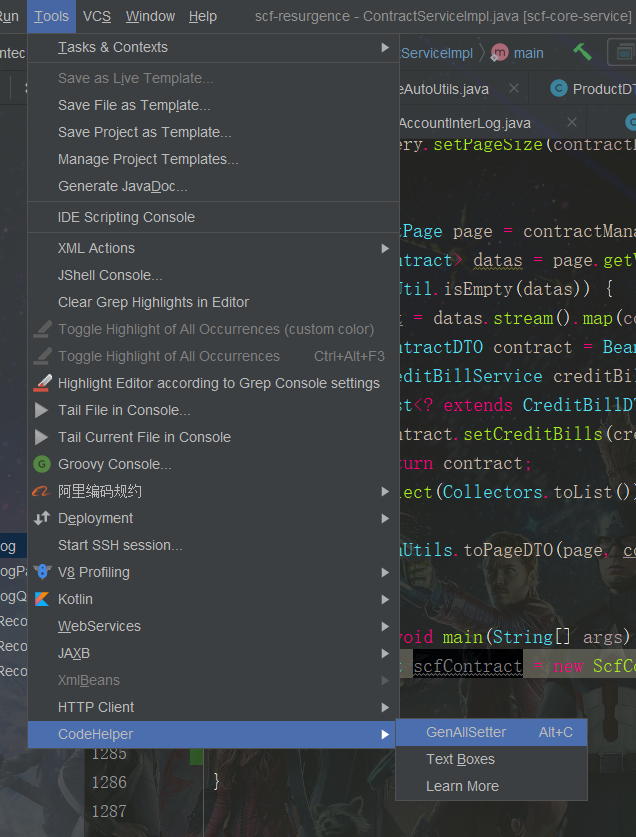 Run Tools VCS Window Help scf-resurgence - ContractServiceImpl.java [scf-core-service]
Tasks & Contexts
ServiceImpl main
Save as Live Template...
eAutoUtils.java ProductDT
Save File as Template...
AccountInterLog.java
Save Project as Template...
ry.setPageSize(contractD
Manage Project Templates...
Generate JavaDoc...
IDE Scripting Console
tPage page = contractMana
XML Actions
ntract> datas = page.getV
JShell Console...
Util.isEmpty(datas)) {
Clear Grep Highlights in Editor
= datas.stream().map(co
Toggle Highlight of All Occurrences (custom color)
ntractDTO contract = Bean
Toggle Highlight of All Occurrences Ctrl+Alt+F3
editBillService creditBil
Highlight Editor according to Grep Console settings
st<? extends CreditBillDT
Tail File in Console...
ntract.setCreditBills(cre
Tail Current File in Console
turn contract;
Groovy Console...
lect(Collectors.toList())
阿里编码规约
Deployment
Start SSH session...
og
nUtils.toPageDTO(page, co
V8 Profiling
ogPa
Kotlin
ogQ
WebServices
Reco
void main(String[] args)
JAXB
Reco
scfContract = new ScfCo
XmlBeans
Reco
HTTP Client
CodeHelper
GenAllSetter Alt+C
1285
Text Boxes
1286 }
Learn More
1287